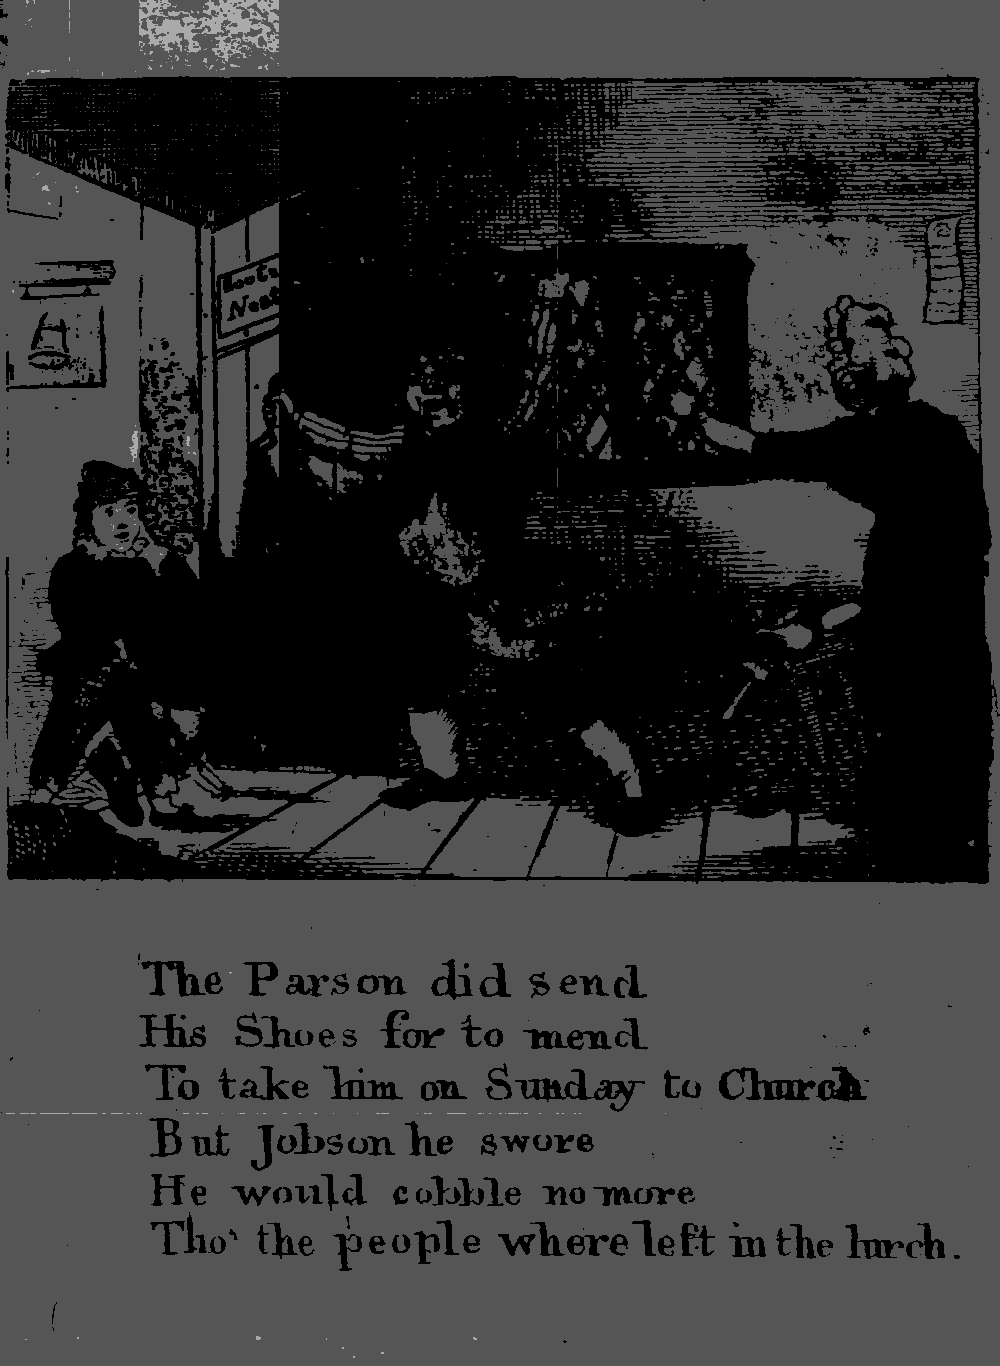 The Parson did send
His Shoes for to mend
To take him on Sunday to Church
But Jobson he swore
He would cobble no more
Tho' the people where left in the lurch.